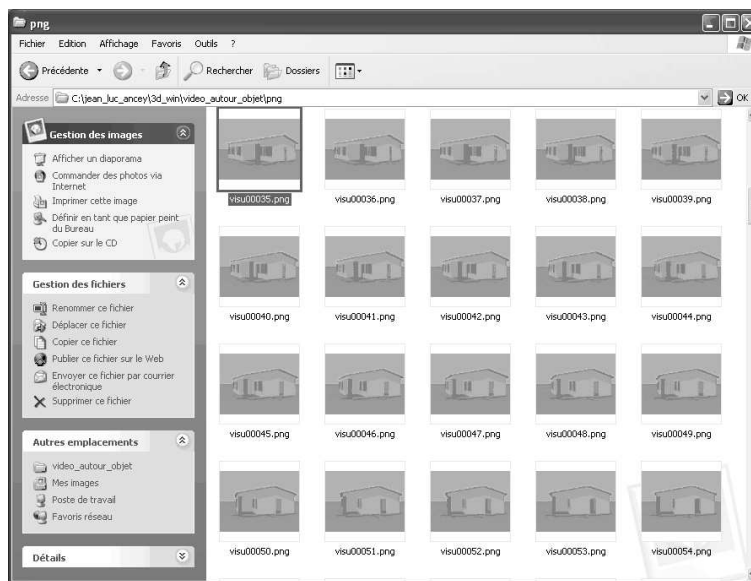 png
Fichier Edition Affichage Favoris Outils ?
Précédente Rechercher Dossiers
Adresse C:\jean_luc_ancey\3d_win\video_autour_objet\png OK
Gestion des images
Afficher un diaporama
Commander des photos via
Internet
Imprimer cette image
Définir en tant que papier peint
du Bureau
Copier sur le CD
Gestion des fichiers
Renommer ce fichier
Déplacer ce fichier
Copier ce fichier
Publier ce fichier sur le Web
Envoyer ce fichier par courrier
électronique
Supprimer ce fichier
Autres emplacements
video_autour_objet
Mes images
Poste de travail
Favoris réseau
Détails
visu00035.png visu00036.png visu00037.png visu00038.png visu00039.png
visu00040.png visu00041.png visu00042.png visu00043.png visu00044.png
visu00045.png visu00046.png visu00047.png visu00048.png visu00049.png
visu00050.png visu00051.png visu00052.png visu00053.png visu00054.png